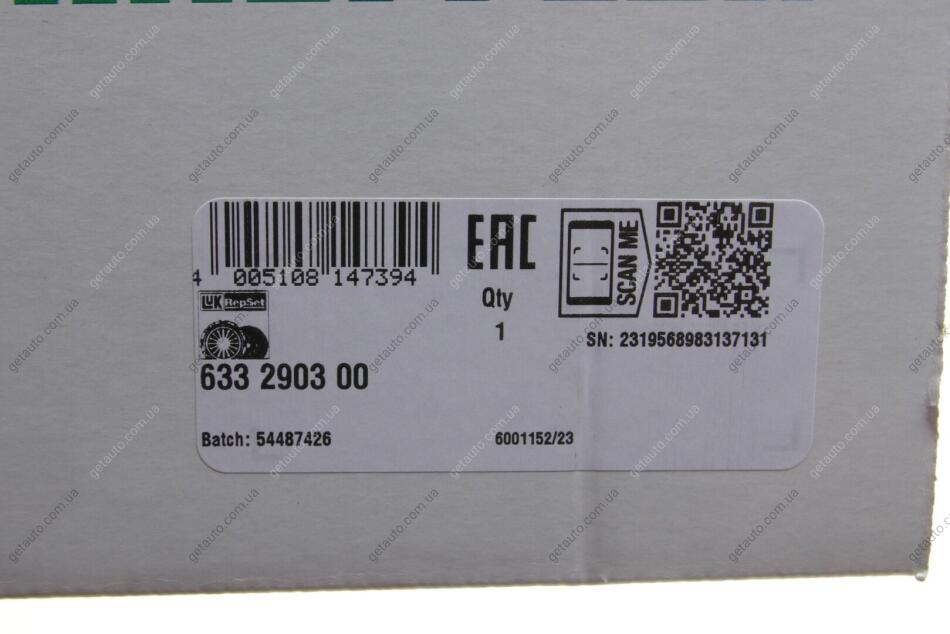 4 005108 147394
EAC
SCAN ME
Qty
1
SN: 2319568983137131
LuK RepSet
633 2903 00
Batch: 54487426
6001152/23
getauto.com.ua